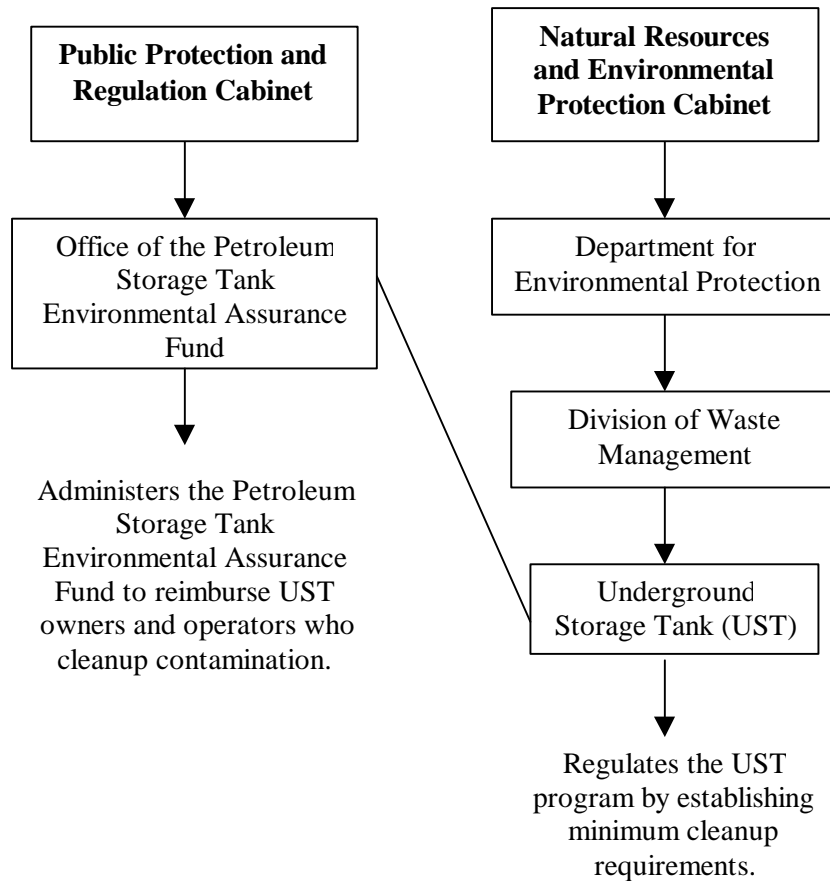 Public Protection and
Regulation Cabinet
Office of the Petroleum
Storage Tank
Environmental Assurance
Fund
Administers the Petroleum
Storage Tank
Environmental Assurance
Fund to reimburse UST
owners and operators who
cleanup contamination.
Natural Resources
and Environmental
Protection Cabinet
Department for
Environmental Protection
Division of Waste
Management
Underground
Storage Tank (UST)
Regulates the UST
program by establishing
minimum cleanup
requirements.